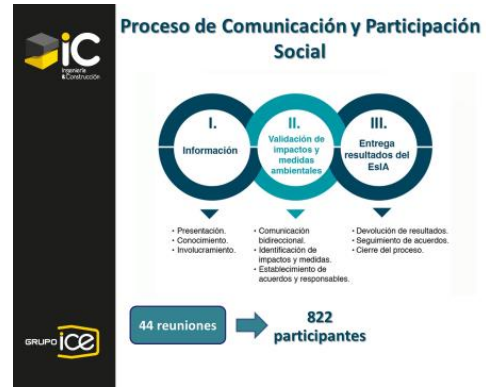 Proceso de Comunicación y Participación
Social
iC
Ingeniería
&Construcción
I.
Información
II.
Validación de
impactos y
medidas
ambientales
III.
Entrega
resultados del
EsIA
• Presentación.
• Conocimiento.
• Involucramiento.
• Comunicación
bidireccional.
• Identificación de
impactos y medidas.
• Establecimiento de
acuerdos y responsables.
• Devolución de resultados.
• Seguimiento de acuerdos.
• Cierre del proceso.
44 reuniones
822
participantes
GRUPO ice